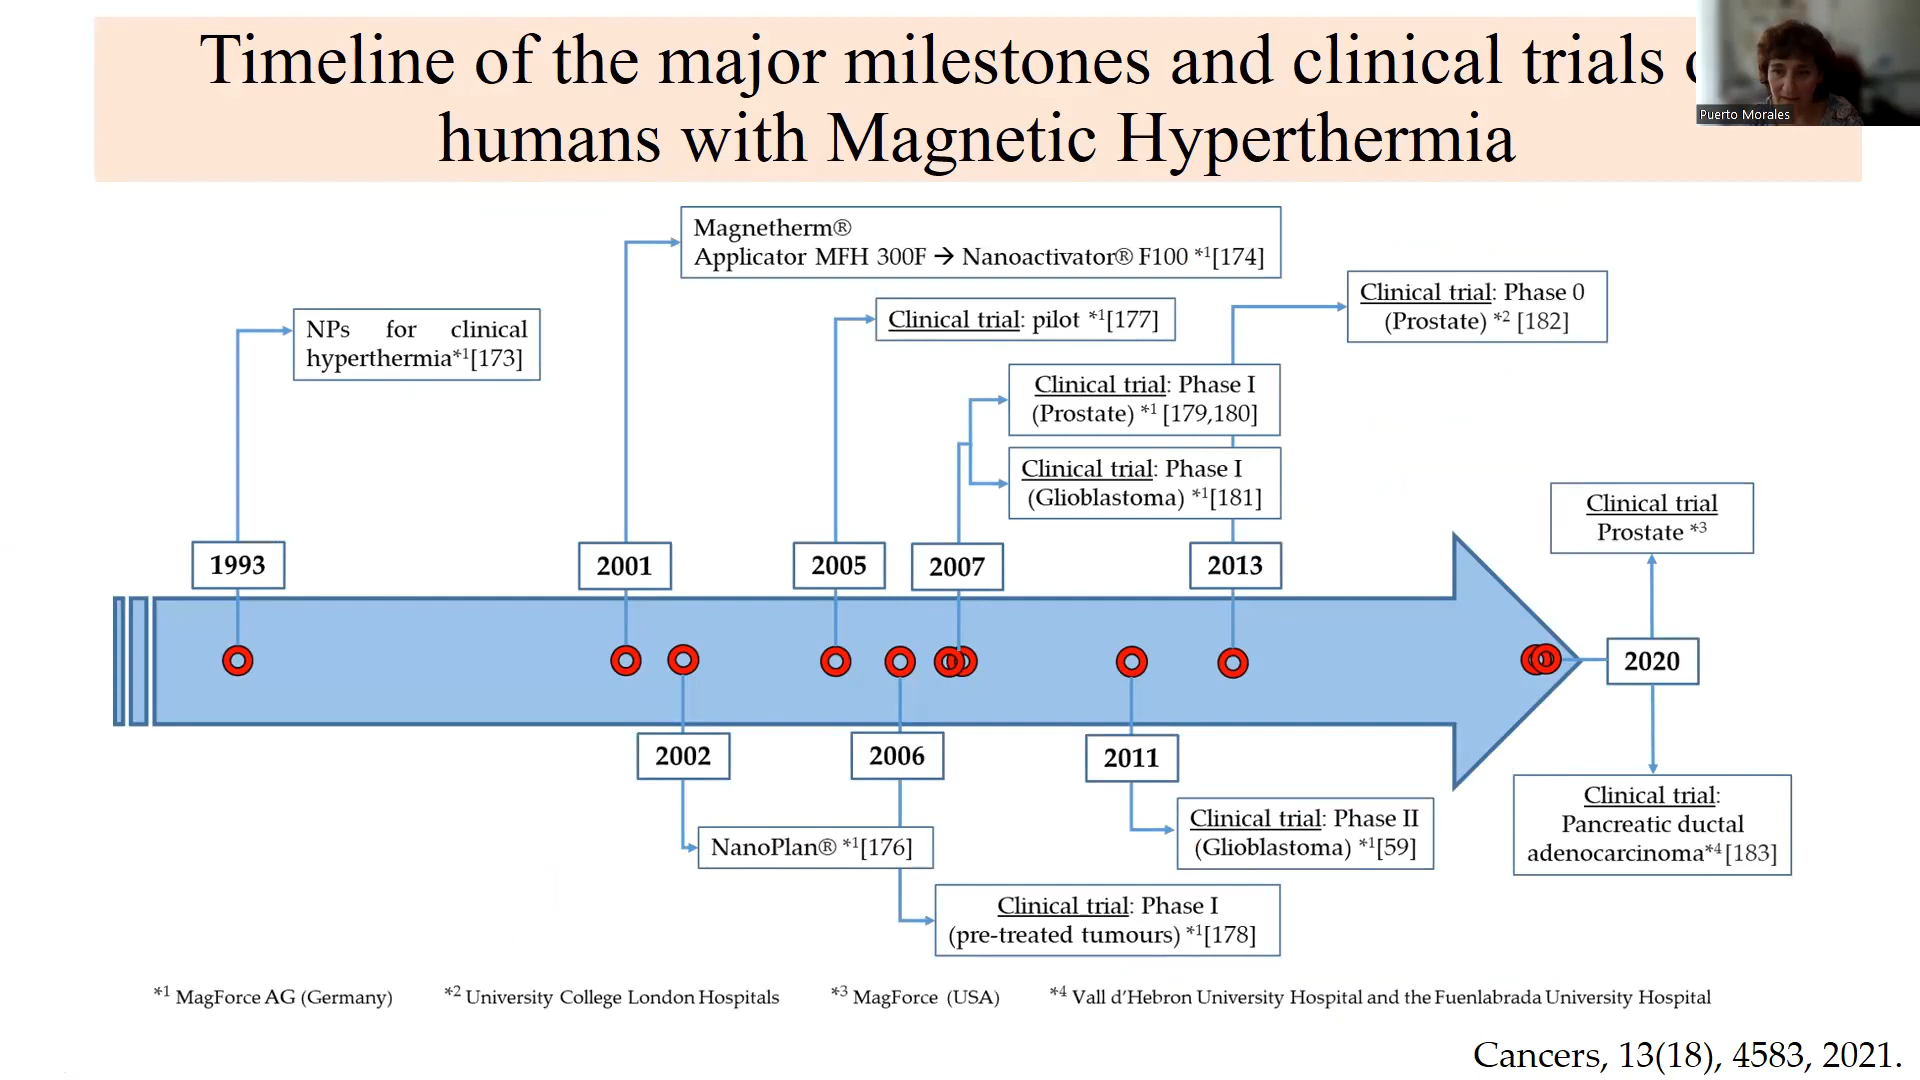 Timeline of the major milestones and clinical trials
humans with Magnetic Hyperthermia
Puerto Morales
Magnetherm®
Applicator MFH 300F → Nanoactivator® F100 *1[174]
Clinical trial: Phase 0
(Prostate) *2 [182]
NPs for clinical
hyperthermia*1[173]
Clinical trial: pilot *1[177]
Clinical trial: Phase I
(Prostate) *1 [179,180]
Clinical trial: Phase I
(Glioblastoma) *1[181]
Clinical trial
Prostate *3
1993
2001
2005
2007
2013
2020
2002
2006
2011
NanoPlan® *1[176]
Clinical trial: Phase II
(Glioblastoma) *1[59]
Clinical trial:
Pancreatic ductal
adenocarcinoma*4[183]
Clinical trial: Phase I
(pre-treated tumours) *1[178]
*1 MagForce AG (Germany)
*2 University College London Hospitals
*3 MagForce (USA)
*4 Vall d'Hebron University Hospital and the Fuenlabrada University Hospital
Cancers, 13(18), 4583, 2021.